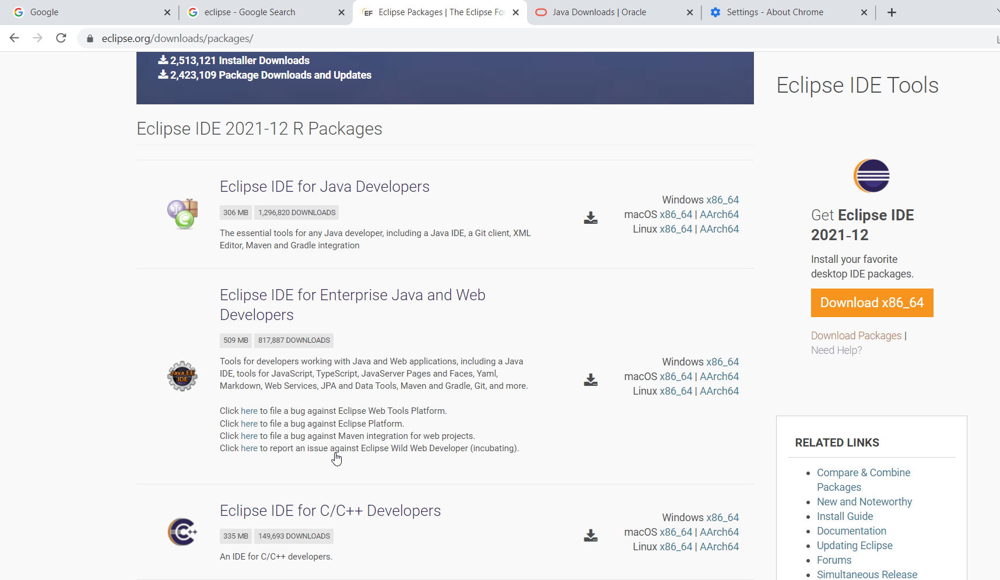 Google
eclipse - Google Search
EF
Eclipse Packages | The Eclipse Fo
Java Downloads | Oracle
Settings - About Chrome
eclipse.org/downloads/packages/
2,513,121 Installer Downloads
2,423,109 Package Downloads and Updates
Eclipse IDE 2021-12 R Packages
Eclipse IDE for Java Developers
306 MB 1,296,820 DOWNLOADS
The essential tools for any Java developer, including a Java IDE, a Git client, XML
Editor, Maven and Gradle integration
Windows x86_64
macOS x86_64 | AArch64
Linux x86_64 | AArch64
Eclipse IDE for Enterprise Java and Web
Developers
509 MB 817,887 DOWNLOADS
Java EE
IDE
Tools for developers working with Java and Web applications, including a Java
IDE, tools for JavaScript, TypeScript, JavaServer Pages and Faces, Yaml,
Markdown, Web Services, JPA and Data Tools, Maven and Gradle, Git, and more.
Click here to file a bug against Eclipse Web Tools Platform.
Click here to file a bug against Eclipse Platform.
Click here to file a bug against Maven integration for web projects.
Click here to report an issue against Eclipse Wild Web Developer (incubating).
Windows x86_64
macOS x86_64 | AArch64
Linux x86_64 | AArch64
Eclipse IDE for C/C++ Developers
335 MB 149,693 DOWNLOADS
C++
An IDE for C/C++ developers.
Windows x86_64
macOS x86_64 | AArch64
Linux x86_64 | AArch64
Eclipse IDE Tools
Get Eclipse IDE
2021-12
Install your favorite
desktop IDE packages.
Download x86_64
Download Packages |
Need Help?
RELATED LINKS
Compare & Combine
Packages
New and Noteworthy
Install Guide
Documentation
Updating Eclipse
Forums
Simultaneous Release